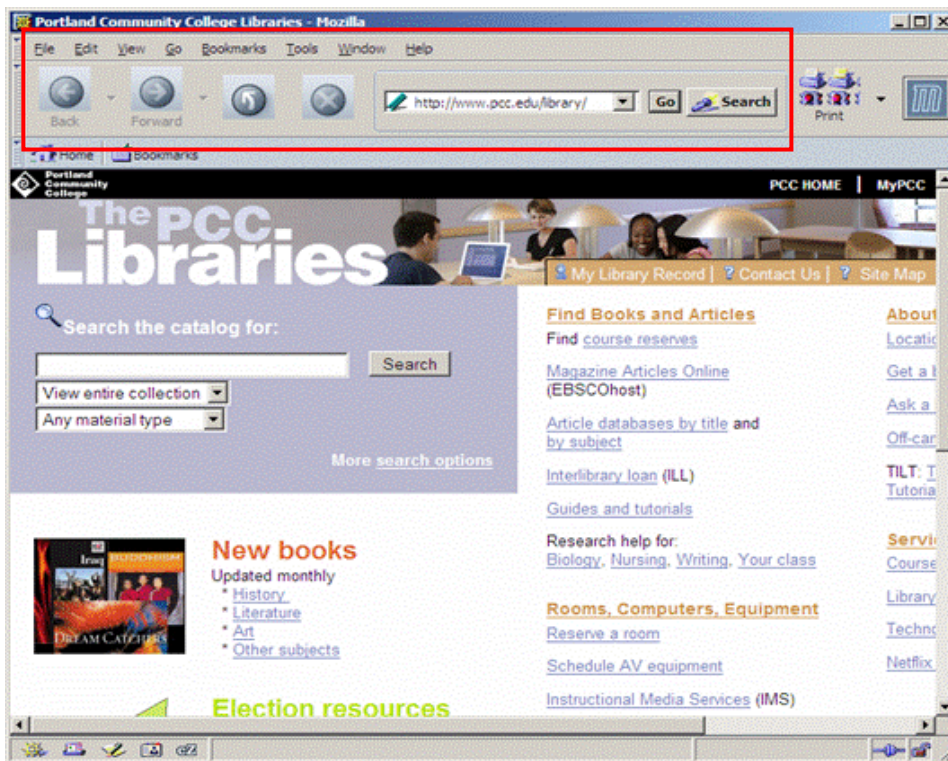 Portland Community College Libraries - Mozilla
File Edit View Go Bookmarks Tools Window Help
http://www.pcc.edu/library/ Go Search
Back Forward Print
Home Bookmarks
Portland
Community
College
PCC HOME | MyPCC
The PCC
Libraries
My Library Record | ? Contact Us | ? Site Map
Search the catalog for:
Search
View entire collection
Any material type
More search options
New books
Updated monthly
* History
* Literature
* Art
* Other subjects
Iraq
BUDDHISM
DREAM CATCHERS
Election resources
Find Books and Articles
Find course reserves
Magazine Articles Online
(EBSCOhost)
Article databases by title and
by subject
Interlibrary loan (ILL)
Guides and tutorials
Research help for:
Biology, Nursing, Writing, Your class
Rooms, Computers, Equipment
Reserve a room
Schedule AV equipment
Instructional Media Services (IMS)
About
Locatio
Get a
Ask a
Off-car
TILT: T
Tutoria
Servi
Course
Library
Techno
Netflix